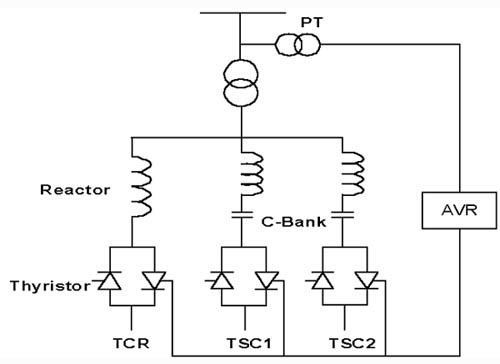 PT
Reactor
C-Bank
AVR
Thyristor
TCR
TSC1
TSC2